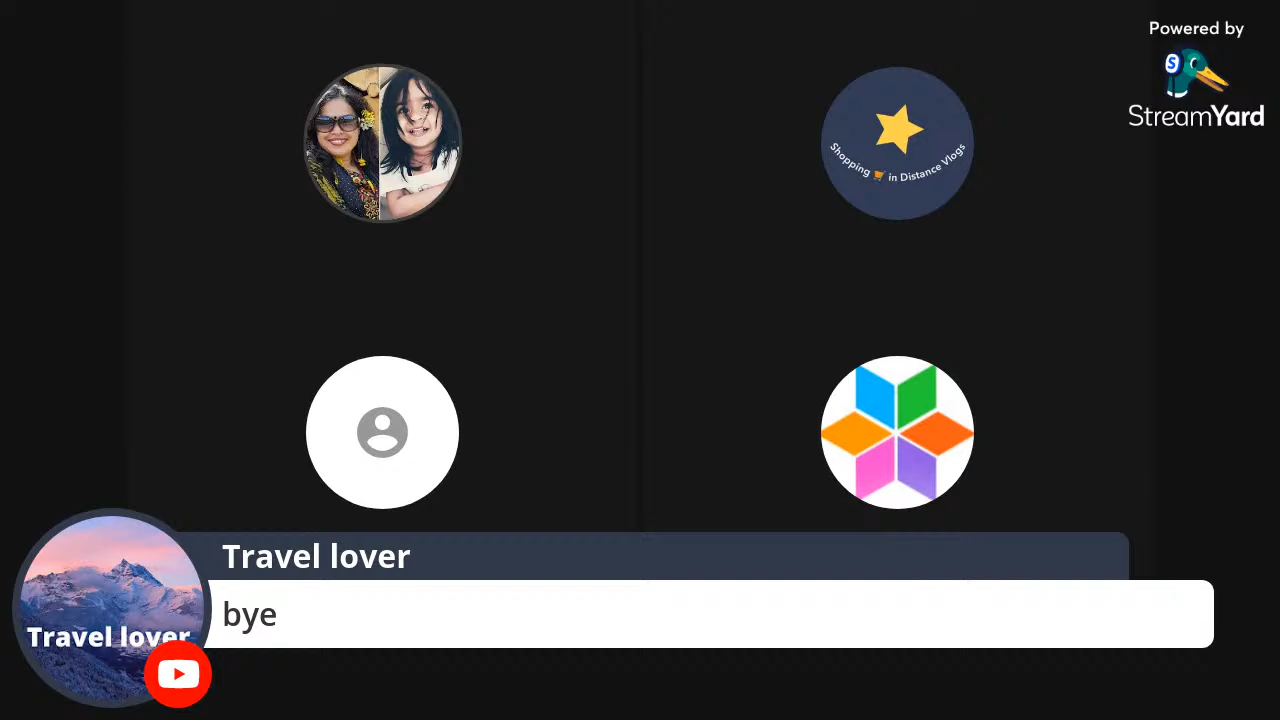 Powered by
S
StreamYard
Shopping 🛒 in Distance Vlogs
Travel lover
bye
Travel lover